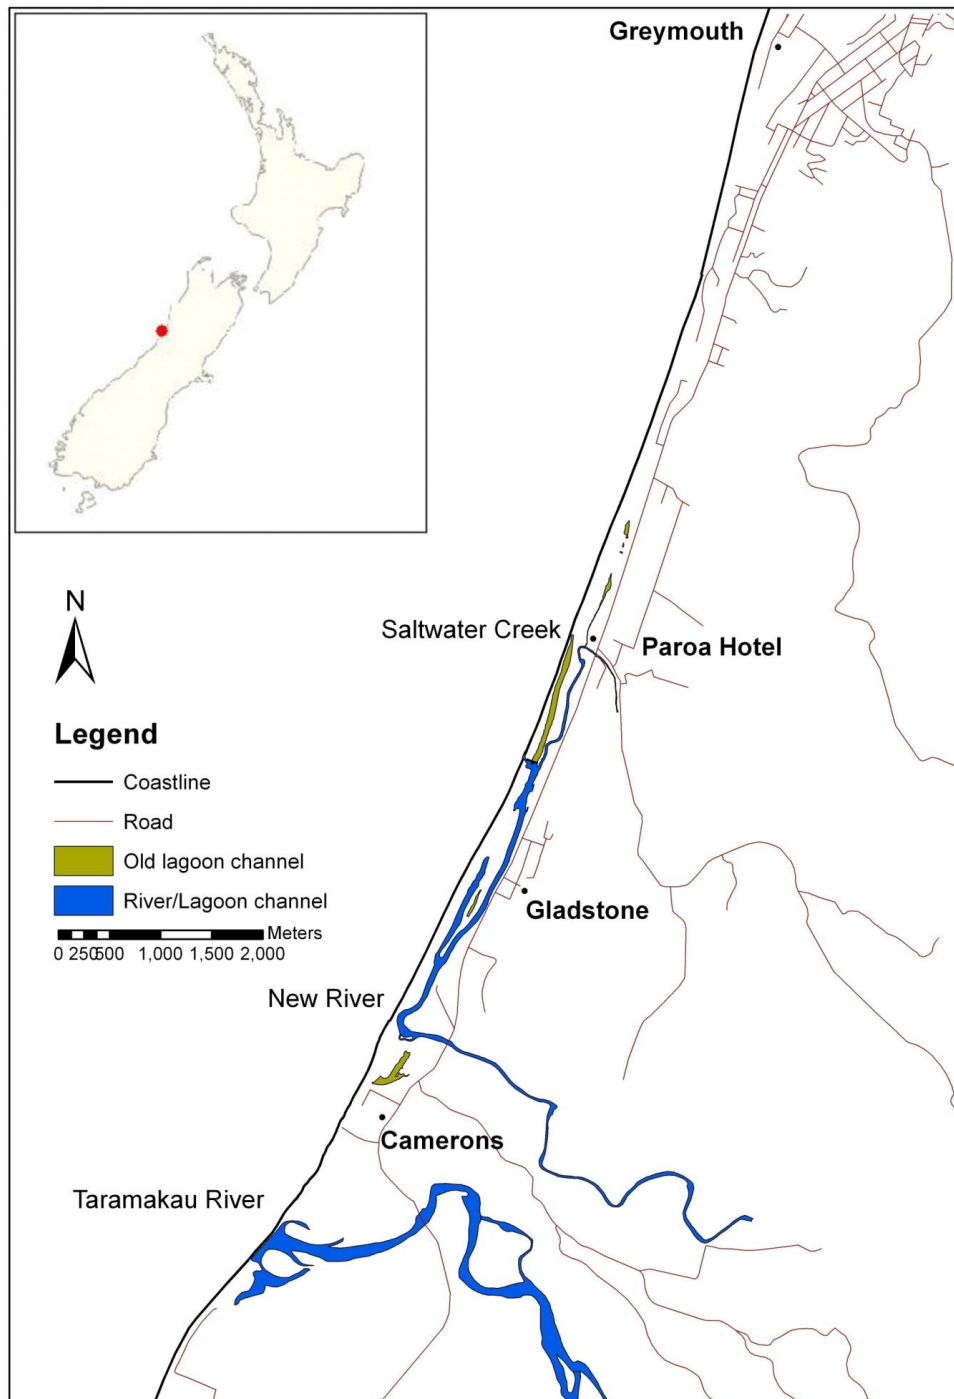 Greymouth
N
Saltwater Creek
Paroa Hotel
Legend
Coastline
Road
Old lagoon channel
River/Lagoon channel
Meters
0 250500 1,000 1,500 2,000
Gladstone
New River
Camerons
Taramakau River